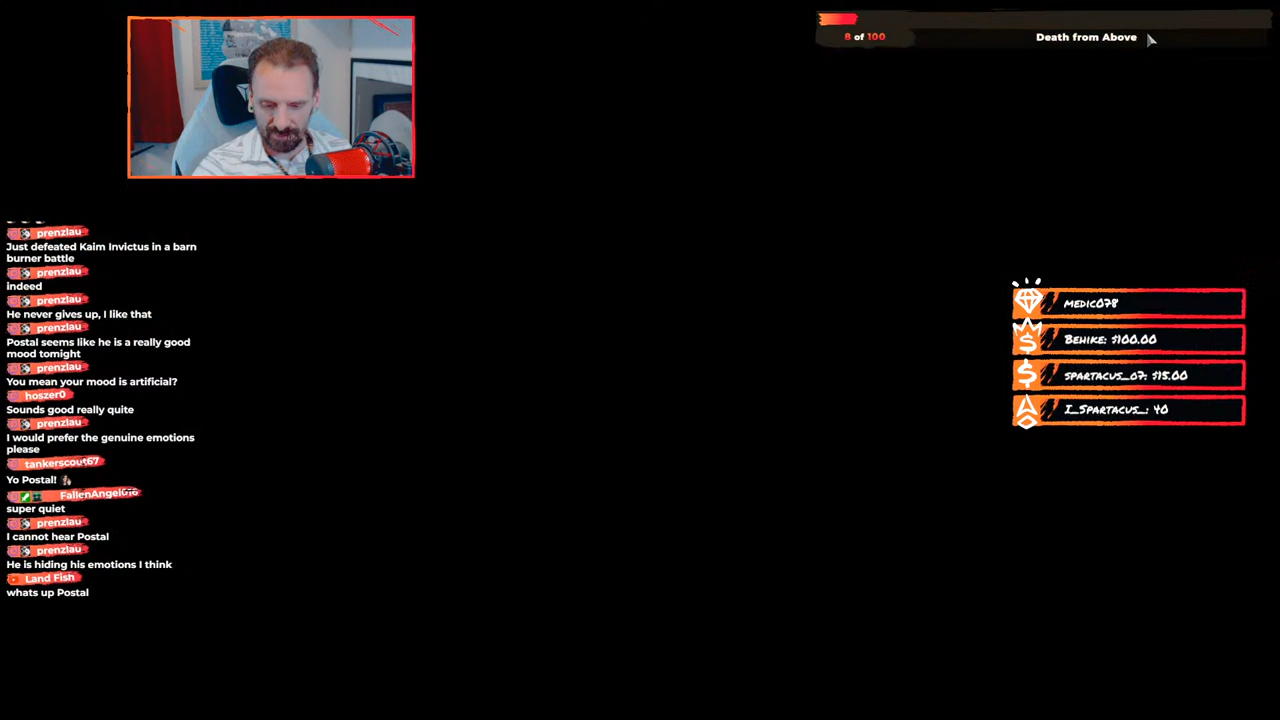 8 of 100
Death from Above
prenzlau
Just defeated Kaim Invictus in a barn
burner battle
prenzlau
indeed
prenzlau
He never gives up, I like that
prenzlau
Postal seems like he is a really good
mood tomight
prenzlau
You mean your mood is artificial?
hoszer0
Sounds good really quite
prenzlau
I would prefer the genuine emotions
please
tankerscout67
Yo Postal!
FallenAngel016
super quiet
prenzlau
I cannot hear Postal
prenzlau
He is hiding his emotions I think
Land Fish
whats up Postal
medic078
Behike: $100.00
spartacus_07: $15.00
I_Spartacus_: 40